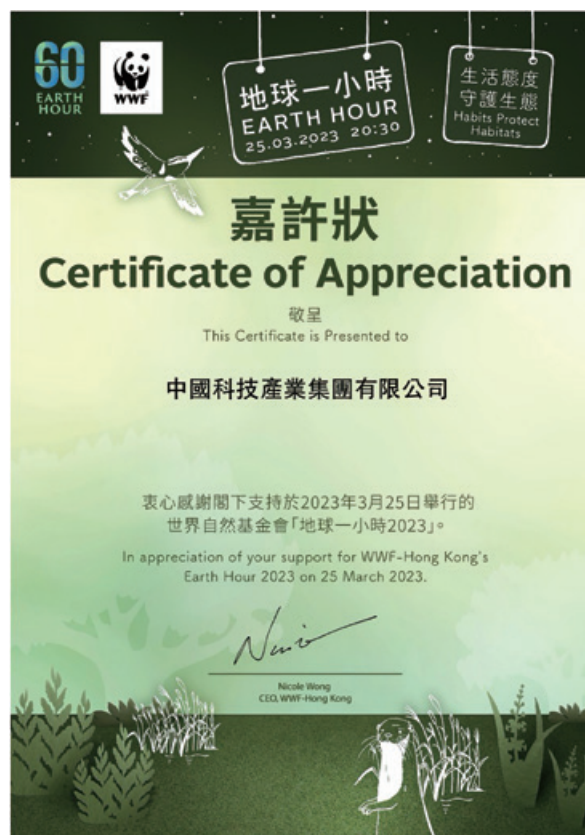 60
EARTH
HOUR
WWF
地球一小時
EARTH HOUR
25.03.2023 20:30
生活態度
守護生態
Habits Protect
Habitats
嘉許狀
Certificate of Appreciation
敬呈
This Certificate is Presented to
中國科技產業集團有限公司
衷心感謝閣下支持於2023年3月25日舉行的
世界自然基金會「地球一小時2023」。
In appreciation of your support for WWF-Hong Kong's
Earth Hour 2023 on 25 March 2023.
Nicole Wong
CEO, WWF-Hong Kong